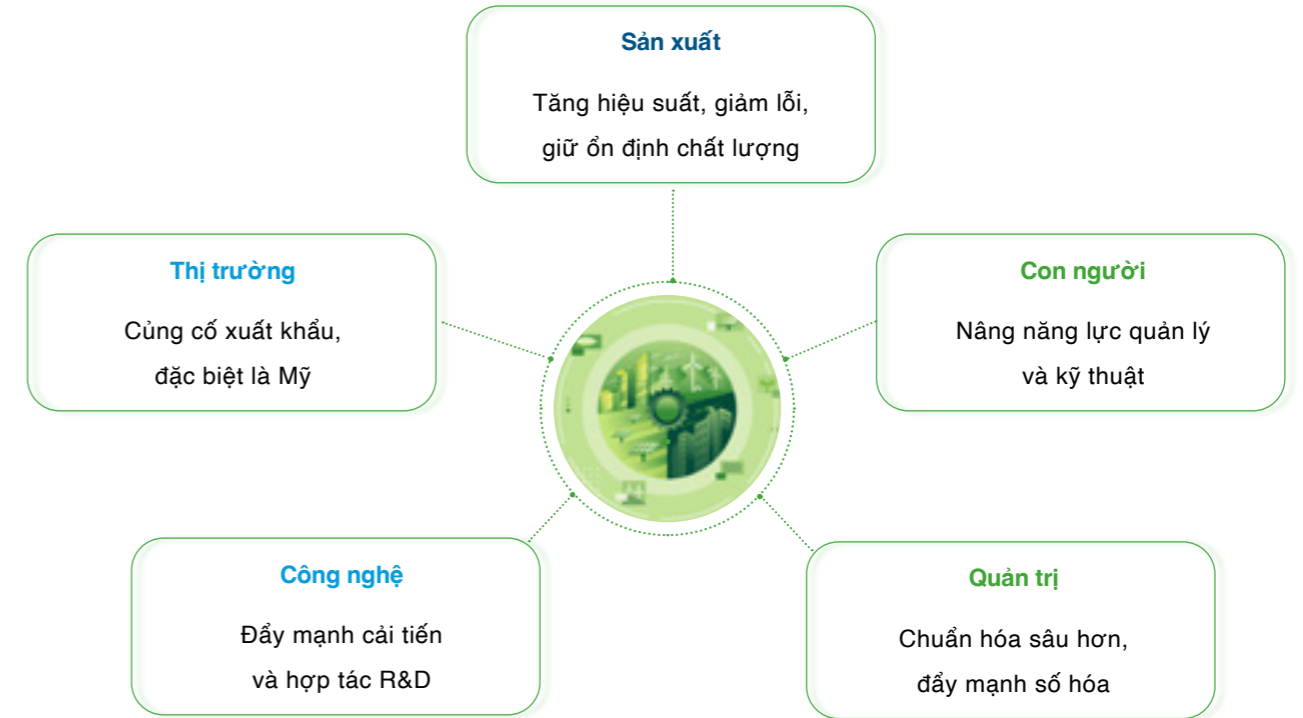 Sản xuất
Tăng hiệu suất, giảm lỗi,
giữ ổn định chất lượng
Thị trường
Củng cố xuất khẩu,
đặc biệt là Mỹ
Con người
Nâng năng lực quản lý
và kỹ thuật
Công nghệ
Đẩy mạnh cải tiến
và hợp tác R&D
Quản trị
Chuẩn hóa sâu hơn,
đẩy mạnh số hóa